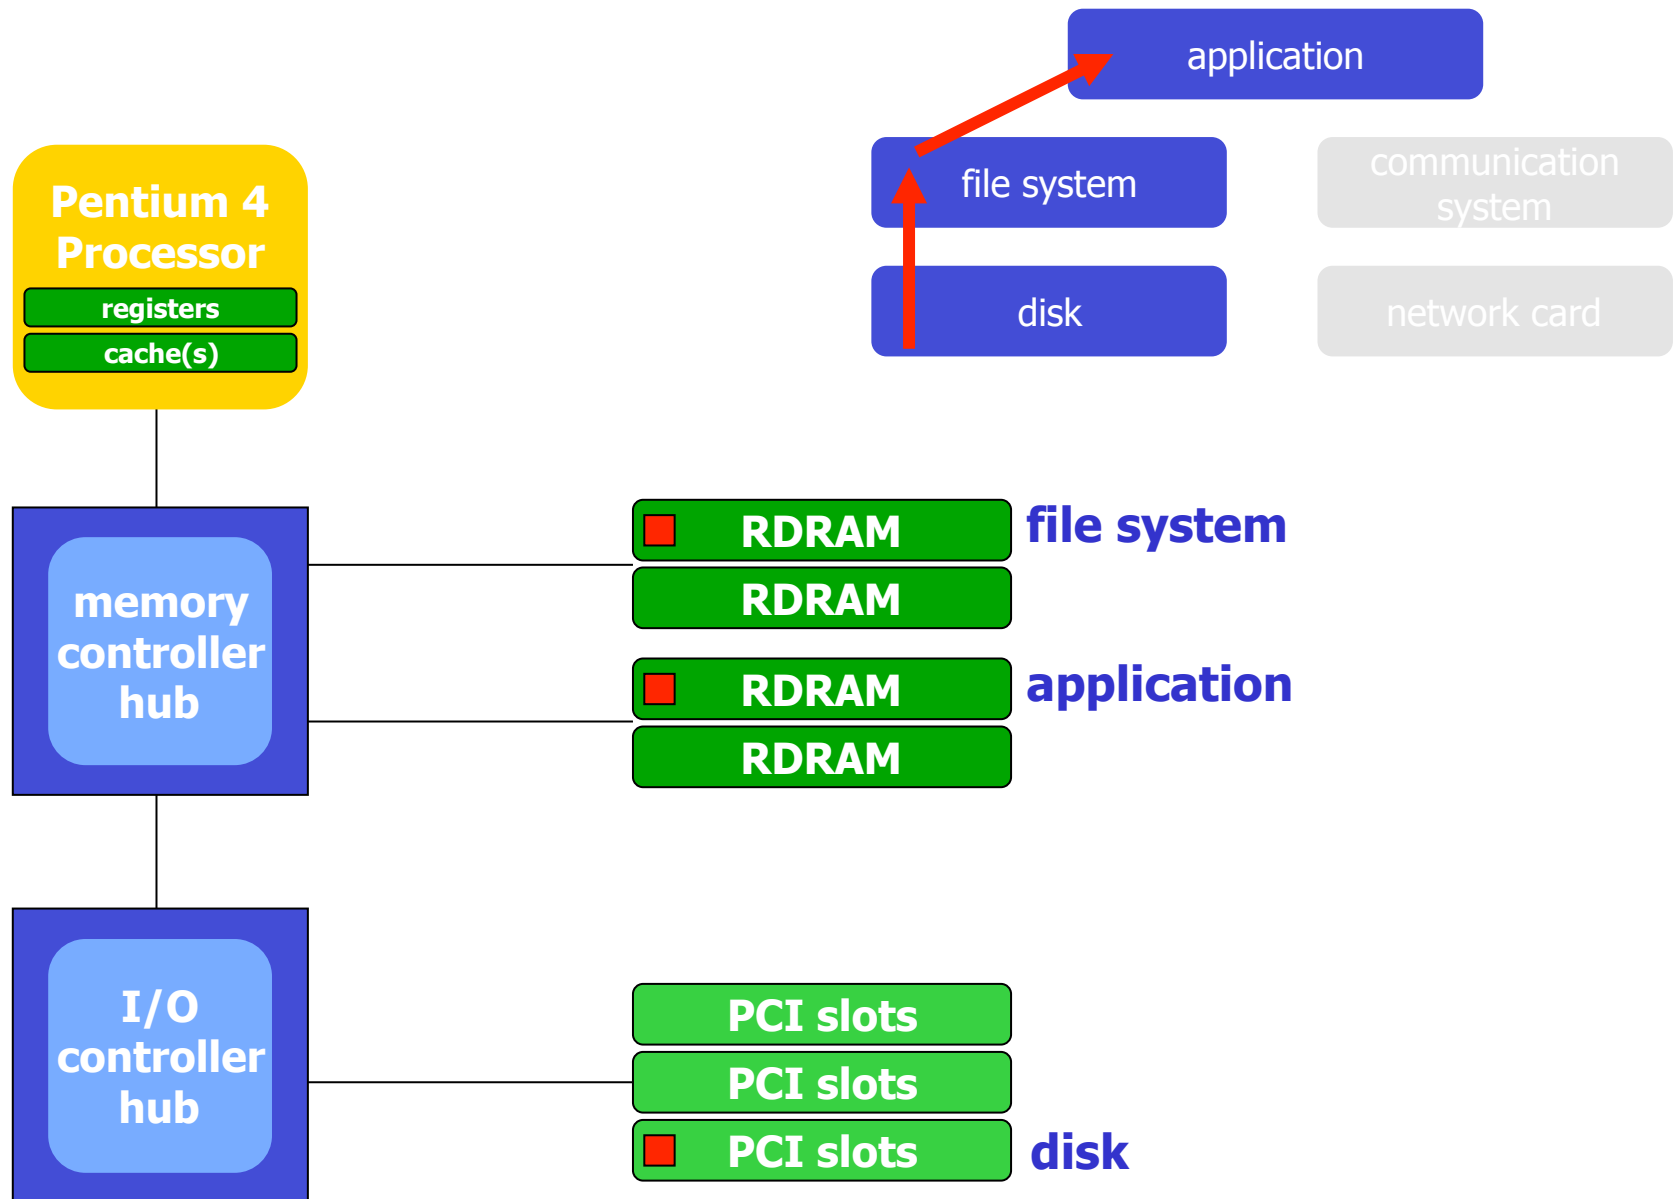 application
file system
communication
system
disk
network card
Pentium 4
Processor
registers
cache(s)
memory
controller
hub
RDRAM
file system
RDRAM
RDRAM
application
RDRAM
I/O
controller
hub
PCI slots
PCI slots
PCI slots
disk